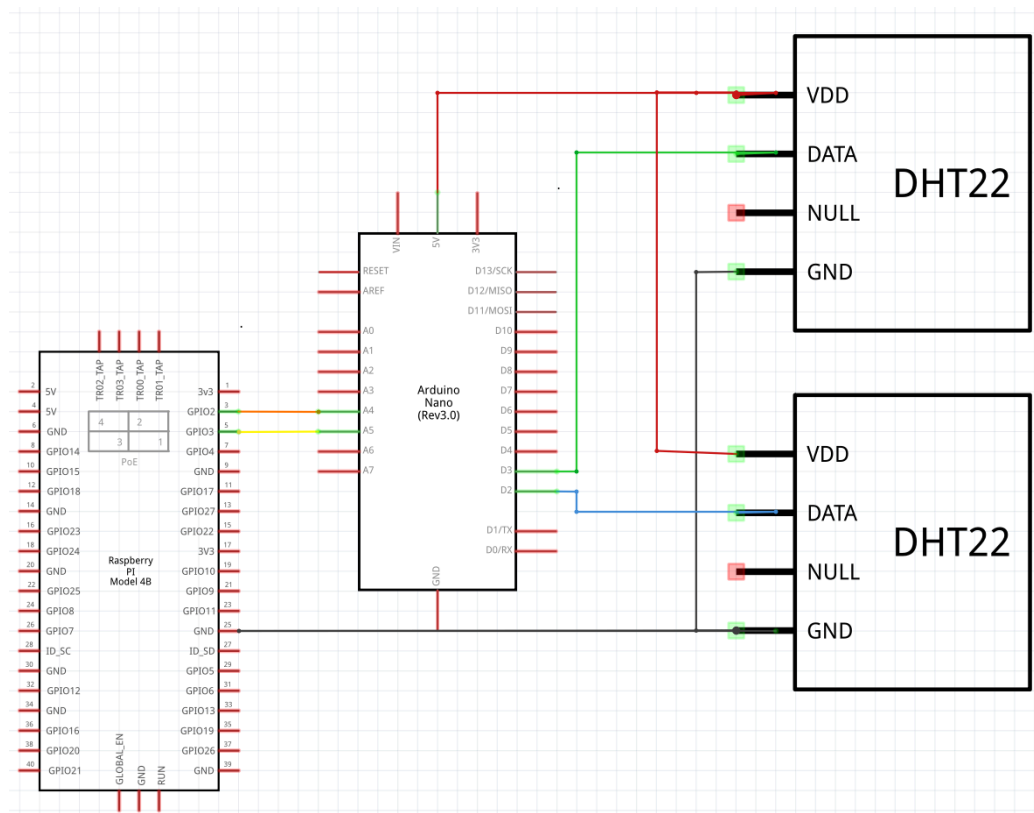 VDD
DATA
DHT22
NULL
GND
VIN
5V
3V3
RESET
AREF
A0
A1
A2
A3
A4
A5
A6
A7
Arduino
Nano
(Rev3.0)
D13/SCK
D12/MISO
D11/MOSI
D10
D9
D8
D7
D6
D5
D4
D3
D2
D1/TX
D0/RX
GND
TR02_TAP
TR03_TAP
TR00_TAP
TR01_TAP
4 2
3 1
PoE
2 5V
4 5V
6 GND
8 GPIO14
10 GPIO15
12 GPIO18
14 GND
16 GPIO23
18 GPIO24
20 GND
22 GPIO25
24 GPIO8
26 GPIO7
28 ID_SC
30 GND
32 GPIO12
34 GND
36 GPIO16
38 GPIO20
40 GPIO21
Raspberry
PI
Model 4B
3v3 1
GPIO2 3
GPIO3 5
GPIO4 7
GND 9
GPIO17 11
GPIO27 13
GPIO22 15
3V3 17
GPIO10 19
GPIO9 21
GPIO11 23
GND 25
ID_SD 27
GPIO5 29
GPIO6 31
GPIO13 33
GPIO19 35
GPIO26 37
GND 39
GLOBAL_EN
GND
RUN
VDD
DATA
DHT22
NULL
GND